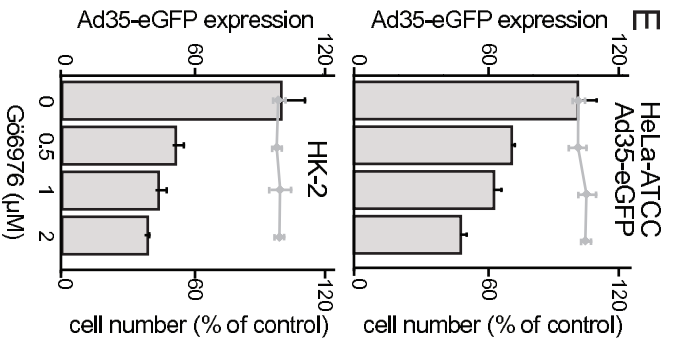 E
HeLa-ATCC
Ad35-eGFP
Ad35-eGFP expression
120
60
0
120
60
0
cell number (% of control)
HK-2
Ad35-eGFP expression
120
60
0
120
60
0
cell number (% of control)
0 0.5 1 2
Gö6976 (μM)